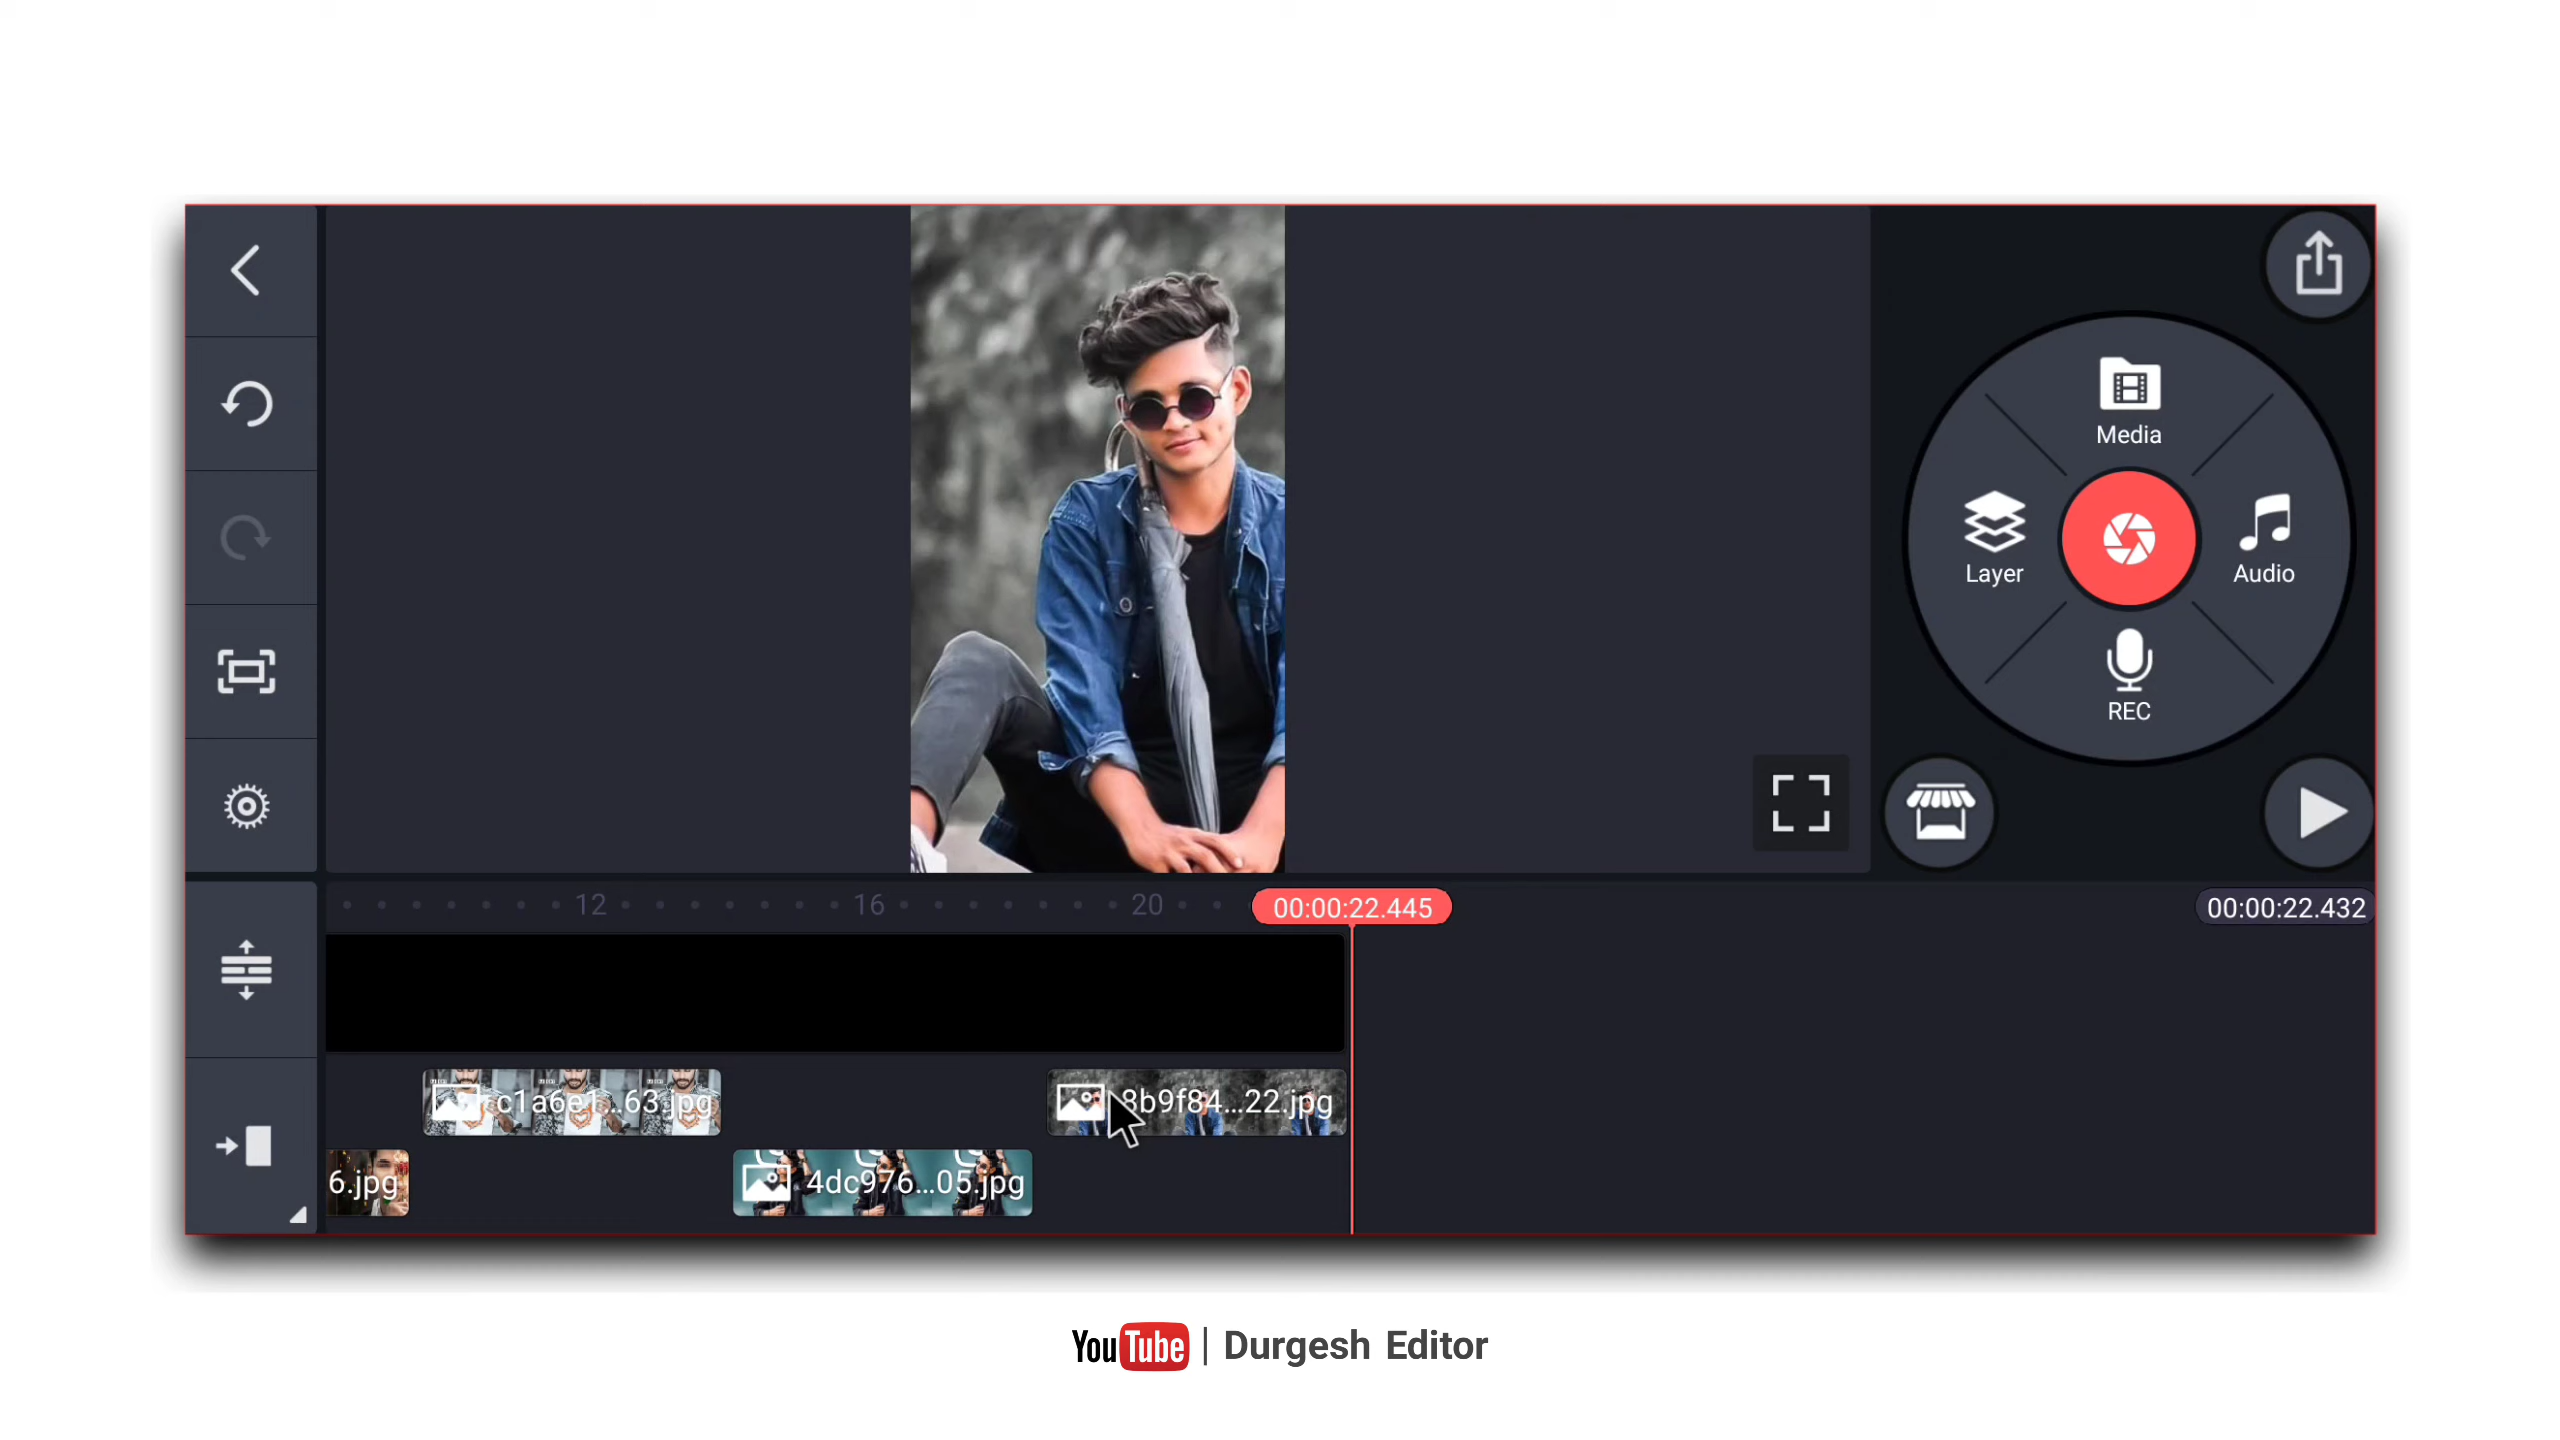 Media
Layer
Audio
REC
12 16 20 00:00:22.445 00:00:22.432
c1a6e1...63.jpg
8b9f84...22.jpg
6.jpg
4dc976...05.jpg
YouTube | Durgesh Editor